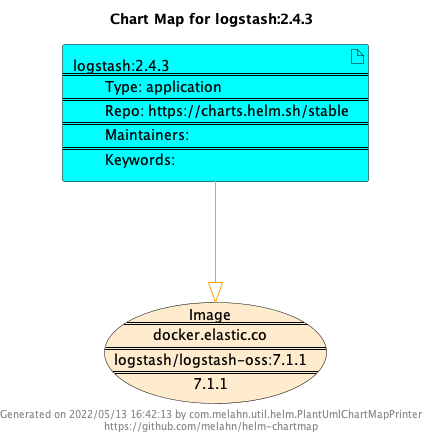 Chart Map for logstash:2.4.3
logstash:2.4.3
Type: application
Repo: https://charts.helm.sh/stable
Maintainers:
Keywords:
Image
docker.elastic.co
logstash/logstash-oss:7.1.1
7.1.1
Generated on 2022/05/13 16:42:13 by com.melahn.util.helm.PlantUmlChartMapPrinter
https://github.com/melahn/helm-chartmap